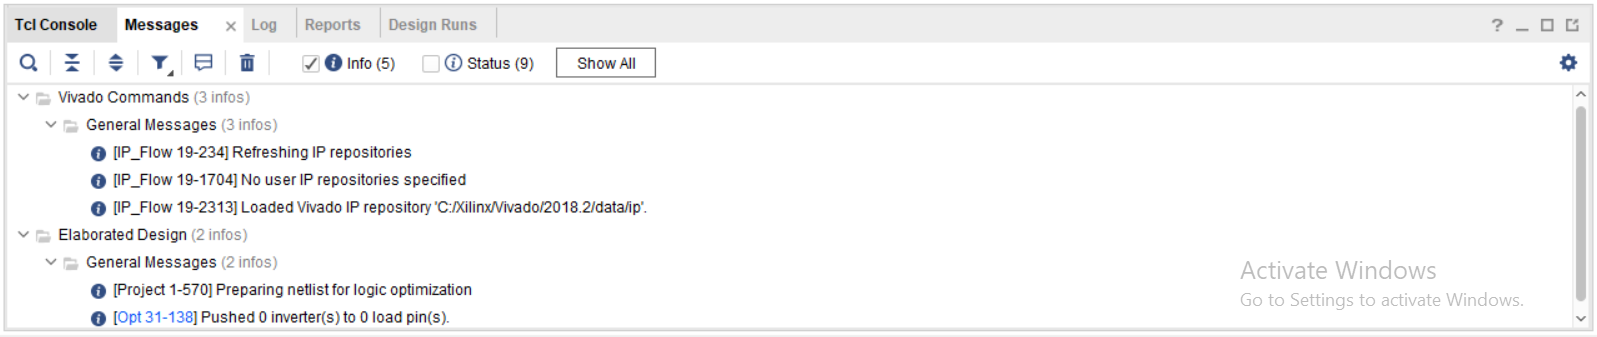 Tcl Console Messages × Log Reports Design Runs ?
Info (5) Status (9) Show All
Vivado Commands (3 infos)
General Messages (3 infos)
[IP_Flow 19-234] Refreshing IP repositories
[IP_Flow 19-1704] No user IP repositories specified
[IP_Flow 19-2313] Loaded Vivado IP repository 'C:/Xilinx/Vivado/2018.2/data/ip'.
Elaborated Design (2 infos)
General Messages (2 infos)
[Project 1-570] Preparing netlist for logic optimization
[Opt 31-138] Pushed 0 inverter(s) to 0 load pin(s).
Activate Windows
Go to Settings to activate Windows.